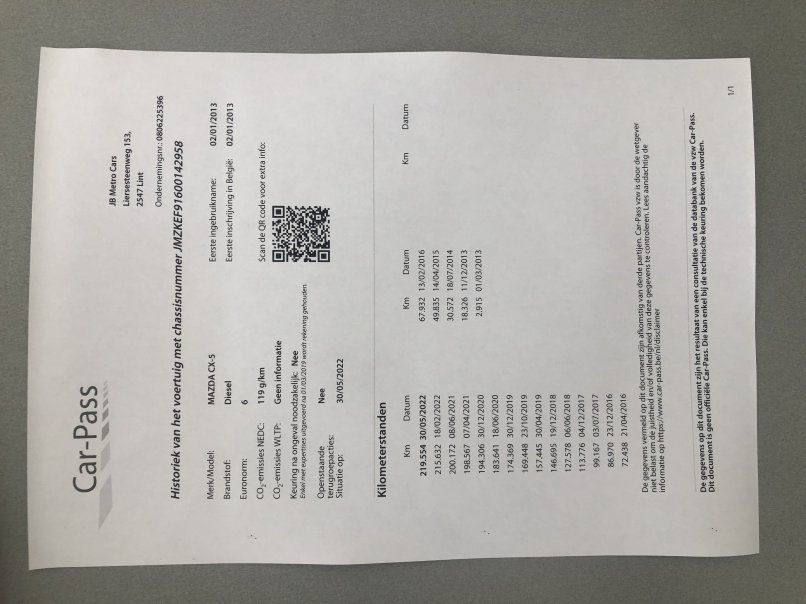 Car-Pass
JB Metro Cars
Liersesteenweg 153,
2547 Lint
Ondernemingsnr.: 0806225396
Historiek van het voertuig met chassisnummer JMZKEF91600142958
Merk/Model: MAZDA CX-5
Eerste ingebruikname: 02/01/2013
Brandstof: Diesel
Eerste inschrijving in België: 02/01/2013
Euronorm: 6
CO₂-emissies NEDC: 119 g/km
Scan de QR code voor extra info:
CO₂-emissies WLTP: Geen informatie
Keuring na ongeval noodzakelijk: Nee
Enkel met expertises uitgevoerd na 01/03/2019 wordt rekening gehouden.
Openstaande Nee
terugroepacties:
Situatie op: 30/05/2022
Kilometerstanden
Km Datum Km Datum Km Datum
219.554 30/05/2022 67.932 13/02/2016
215.632 18/02/2022 49.835 14/04/2015
200.172 08/06/2021 30.572 18/07/2014
198.567 07/04/2021 18.326 11/12/2013
194.306 30/12/2020 2.915 01/03/2013
183.641 18/06/2020
174.369 30/12/2019
169.448 23/10/2019
157.445 30/04/2019
146.695 19/12/2018
127.578 06/06/2018
113.776 04/12/2017
99.167 03/07/2017
86.970 23/12/2016
72.438 21/04/2016
De gegevens vermeld op dit document zijn afkomstig van derde partijen. Car-Pass vzw is door de wetgever
niet belast om de juistheid en/of volledigheid van deze gegevens te controleren. Lees aandachtig de
informatie op https://www.car-pass.be/nl/disclaimer
De gegevens op dit document zijn het resultaat van een consultatie van de databank van de vzw Car-Pass.
Dit document is geen officiële Car-Pass. Die kan enkel bij de technische keuring bekomen worden.
1/1